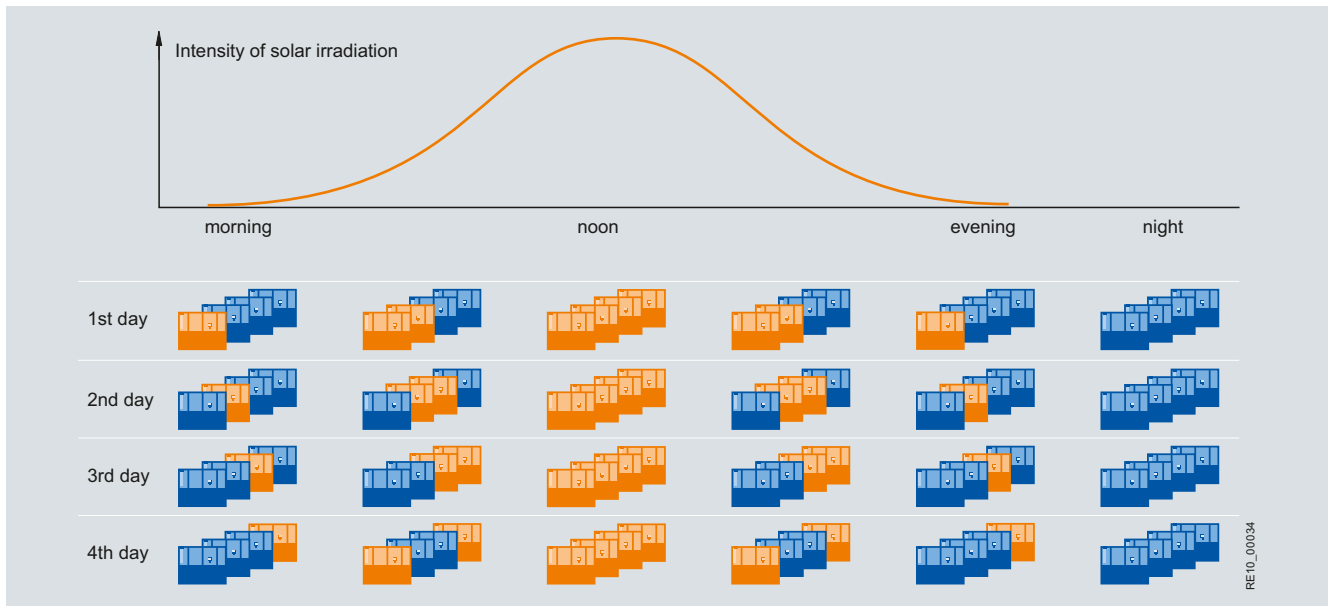 Intensity of solar irradiation
morning noon evening night
1st day
2nd day
3rd day
4th day
RE10_00034